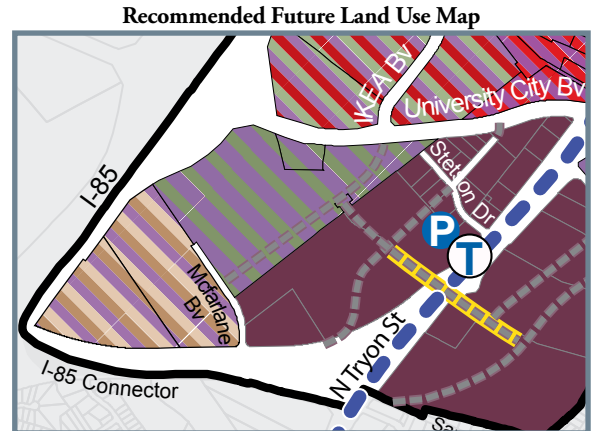 Recommended Future Land Use Map
IKEA Bv
University City Bv
I-85
Stetson Dr
P
T
Mcfarlane
Bv
N Tryon St
I-85 Connector
Sa